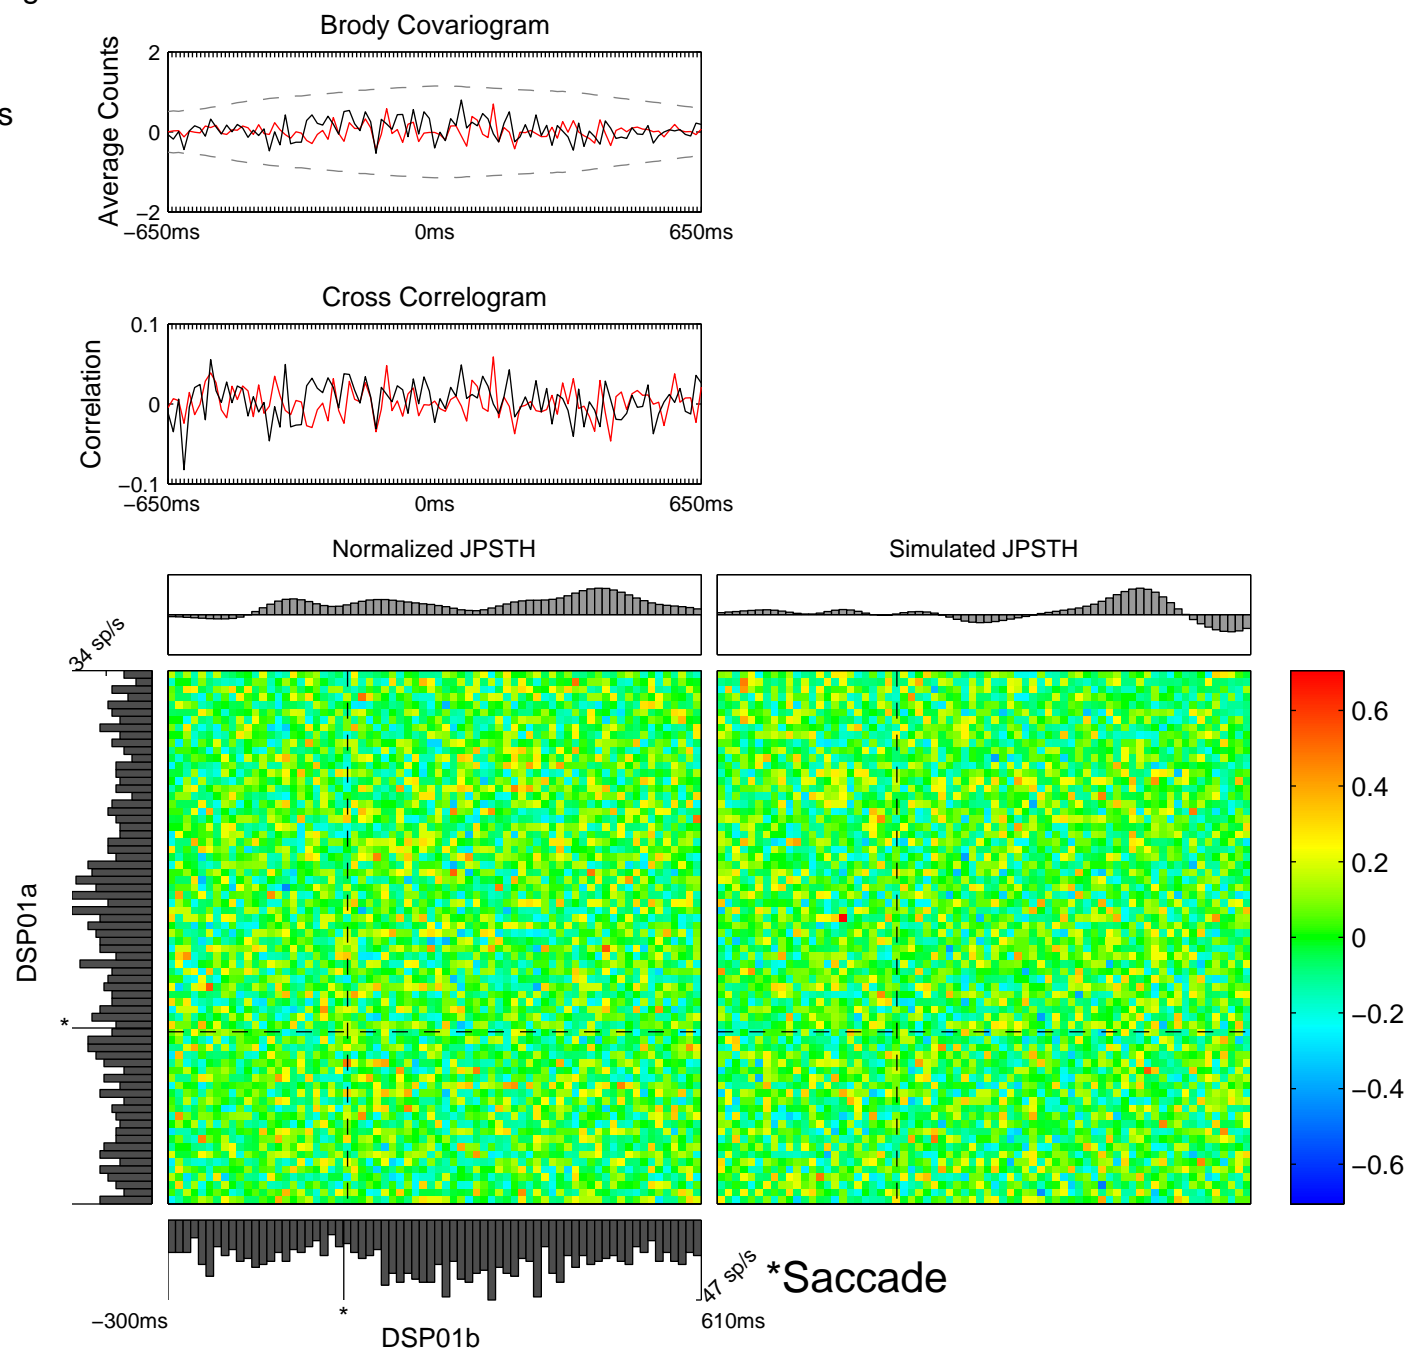 g
Brody Covariogram
s
Average Counts
2
0
−2
−650ms 0ms 650ms
Cross Correlogram
Correlation
0.1
0
−0.1
−650ms 0ms 650ms
Normalized JPSTH
Simulated JPSTH
34 sp/s
DSP01a
*
0.6
0.4
0.2
0
−0.2
−0.4
−0.6
47 sp/s
*Saccade
*
−300ms
610ms
DSP01b